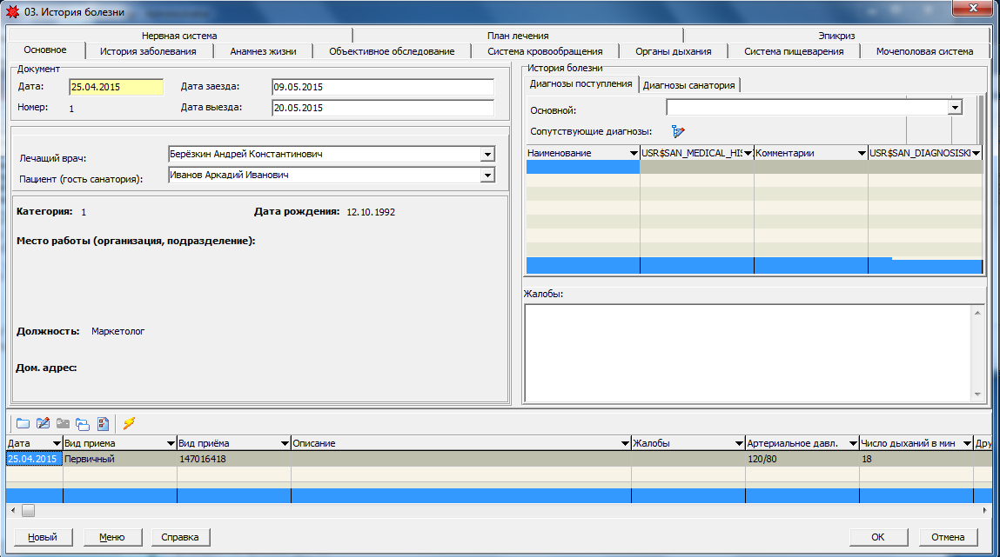 03. История болезни
Нервная система План лечения Эпикриз
Основное История заболевания Анамнез жизни Объективное обследование Система кровообращения Органы дыхания Система пищеварения Мочеполовая система
Документ
Дата: 25.04.2015 Дата заезда: 09.05.2015
Номер: 1 Дата выезда: 20.05.2015
Лечащий врач: Берёзкин Андрей Константинович
Пациент (гость санатория): Иванов Аркадий Иванович
Категория: 1 Дата рождения: 12.10.1992
Место работы (организация, подразделение):
Должность: Маркетолог
Дом. адрес:
История болезни
Диагнозы поступления Диагнозы санатория
Основной:
Сопутствующие диагнозы:
Наименование USR$SAN_MEDICAL_HIS Комментарии USR$SAN_DIAGNOSISKI
Жалобы:
Дата Вид приема Вид приёма Описание Жалобы Артериальное давл. Число дыханий в мин Дру
25.04.2015 Первичный 147016418 120/80 18
Новый Меню Справка ОК Отмена